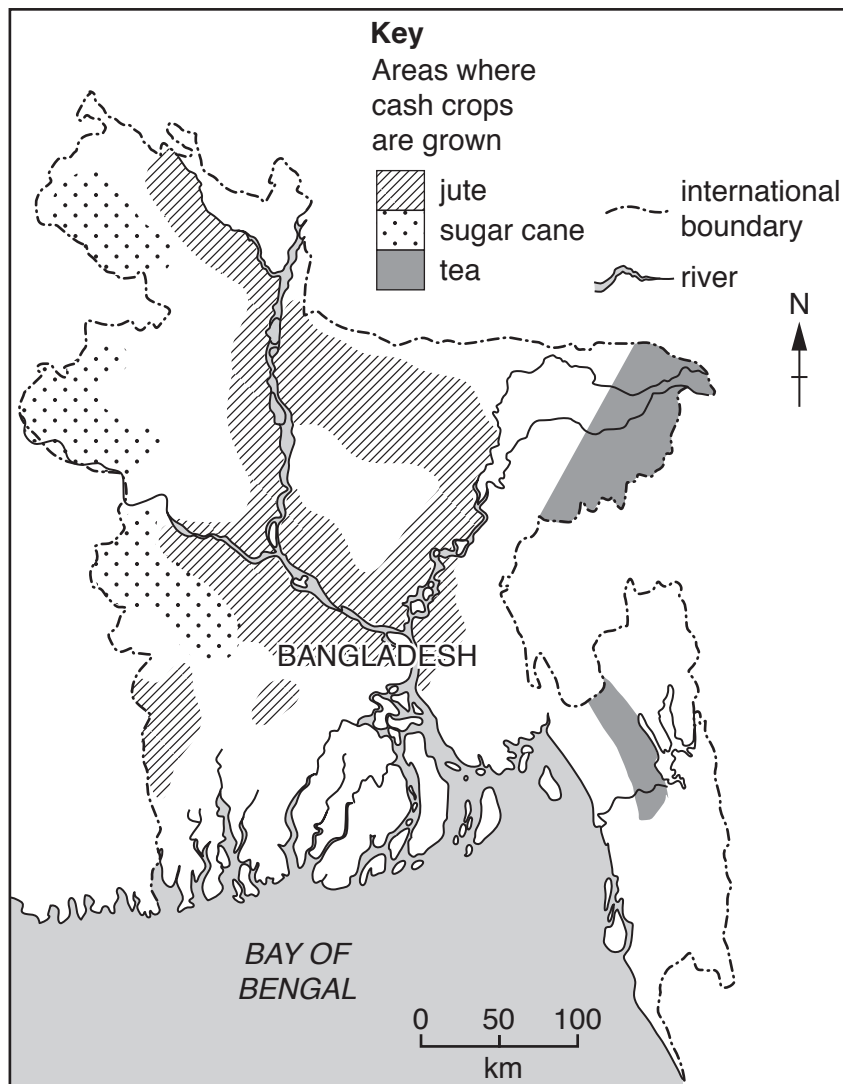 Key
Areas where
cash crops
are grown
jute
sugar cane
tea
international
boundary
river
N
BANGLADESH
BAY OF
BENGAL
0 50 100
km